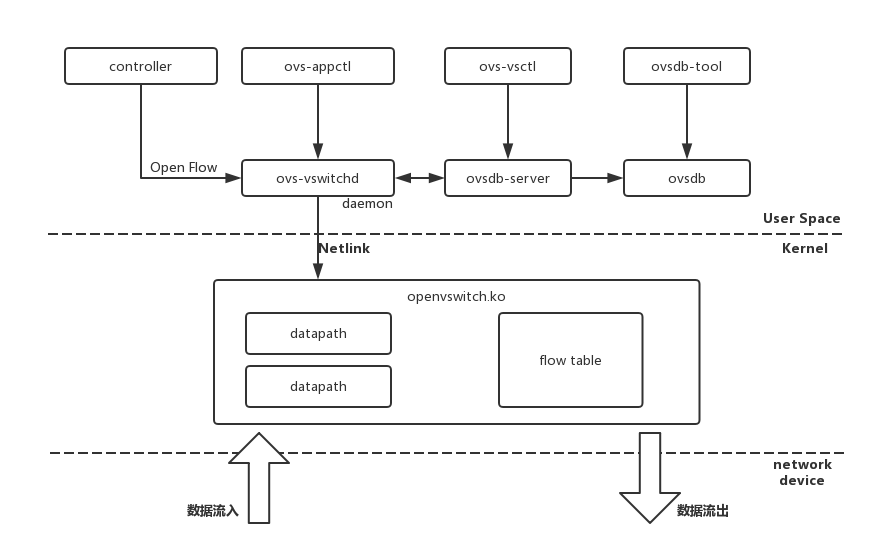 controller
ovs-appctl
ovs-vsctl
ovsdb-tool
Open Flow
ovs-vswitchd
ovsdb-server
ovsdb
daemon
User Space
Netlink
Kernel
openvswitch.ko
datapath
flow table
datapath
network
device
数据流入
数据流出